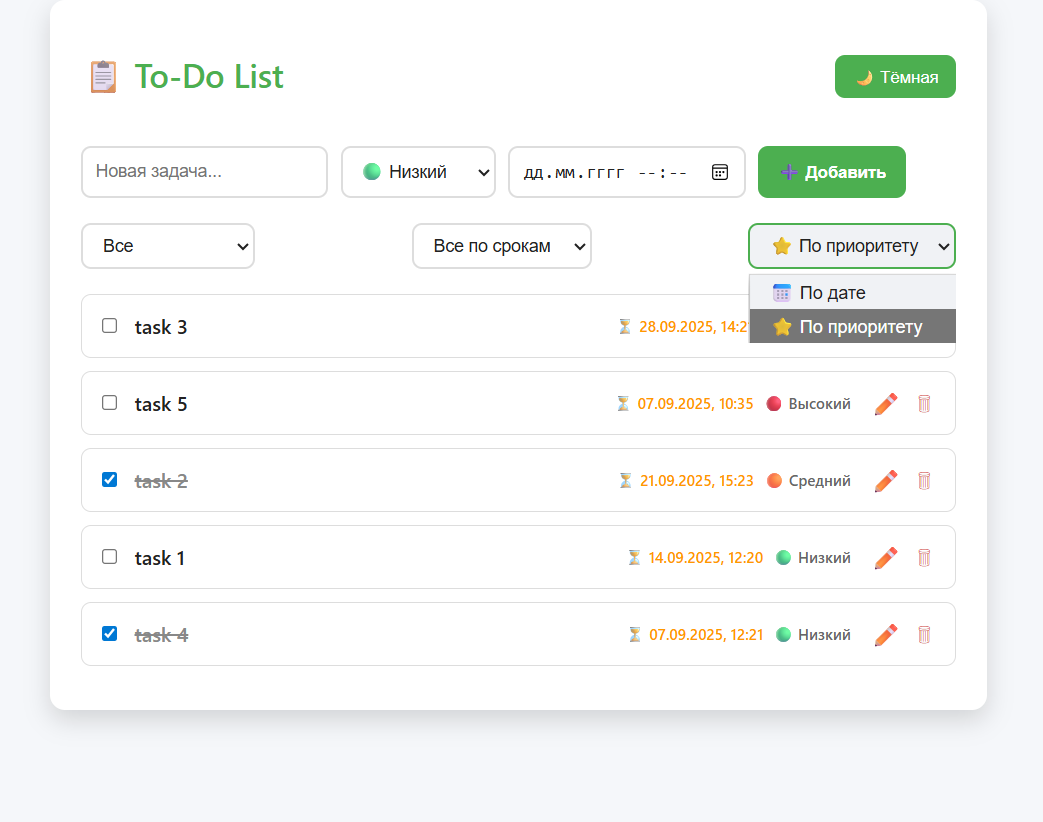 To-Do List
Тёмная
Новая задача...
Низкий
дд.мм.гггг --:--
Добавить
Все
Все по срокам
По приоритету
По дате
По приоритету
task 3
28.09.2025,
task 5
07.09.2025, 10:35
Высокий
task 2
21.09.2025, 15:23
Средний
task 1
14.09.2025, 12:20
Низкий
task 4
07.09.2025, 12:21
Низкий